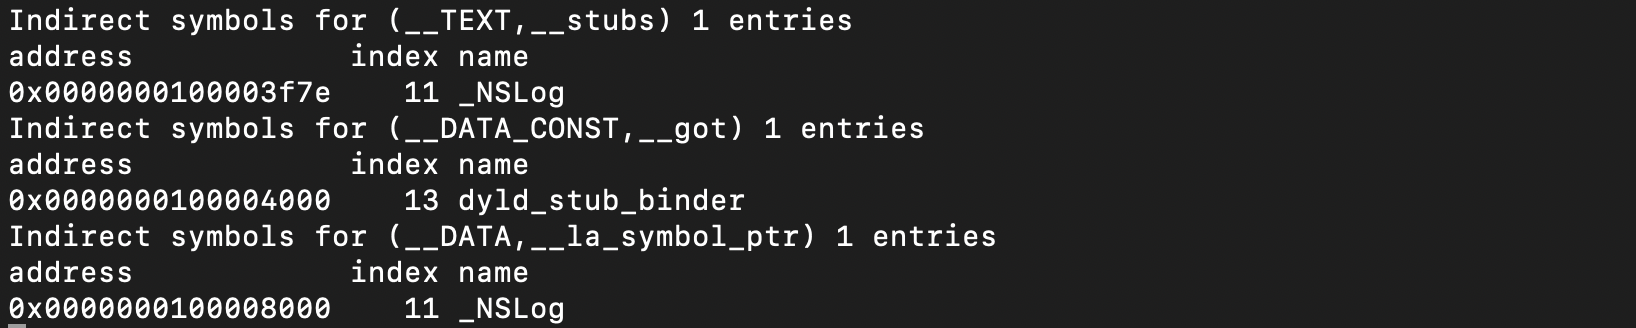 Indirect symbols for (__TEXT,__stubs) 1 entries
address            index name
0x0000000100003f7e    11 _NSLog
Indirect symbols for (__DATA_CONST,__got) 1 entries
address            index name
0x0000000100004000    13 dyld_stub_binder
Indirect symbols for (__DATA,__la_symbol_ptr) 1 entries
address            index name
0x0000000100008000    11 _NSLog